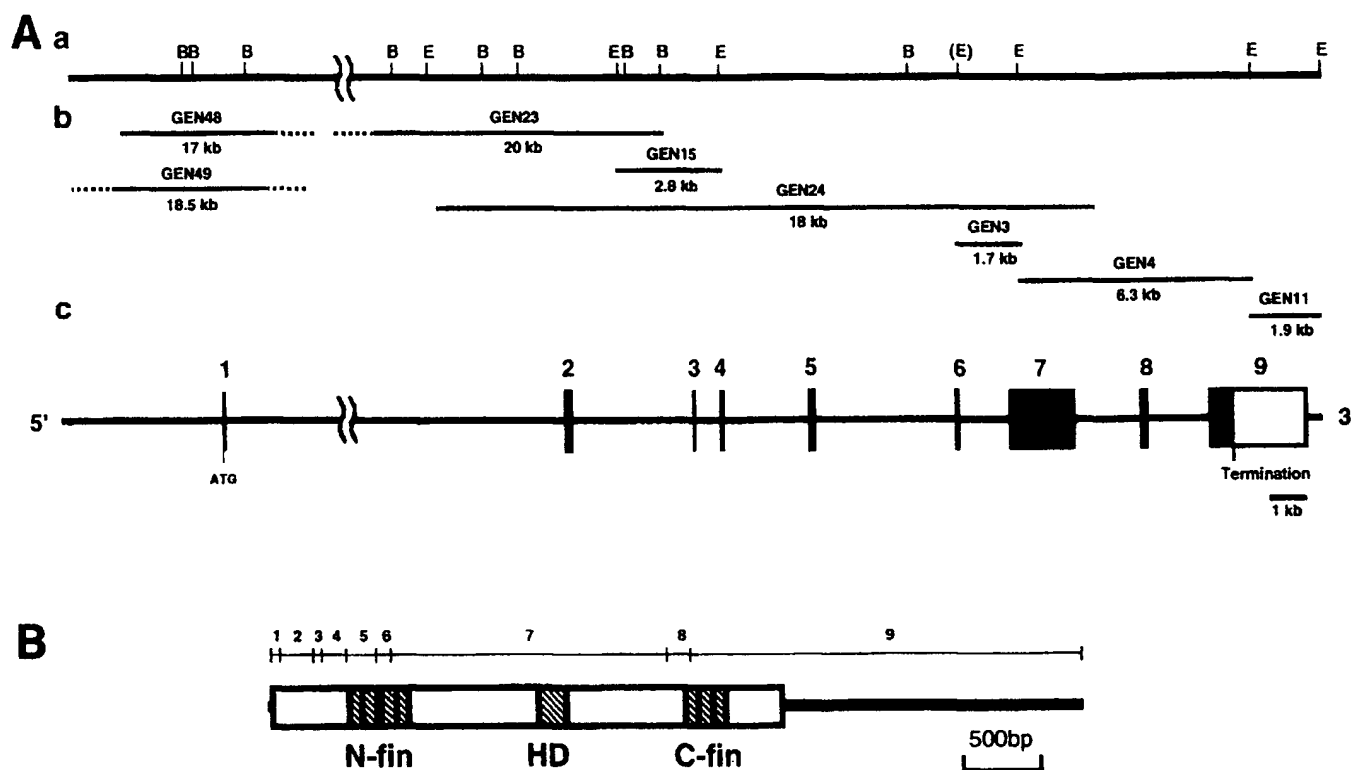 A a
B B B B E B B E B B E B (E) E E E
b
GEN48 GEN23
17 kb 20 kb
GEN15
GEN49 2.8 kb
18.5 kb
GEN24
18 kb
GEN3
1.7 kb
GEN4
6.3 kb
c
GEN11
1.9 kb
1 2 3 4 5 6 7 8 9
5' 3
ATG
Termination
1 kb
B
1 2 3 4 5 6 7 8 9
N-fin HD C-fin
500bp